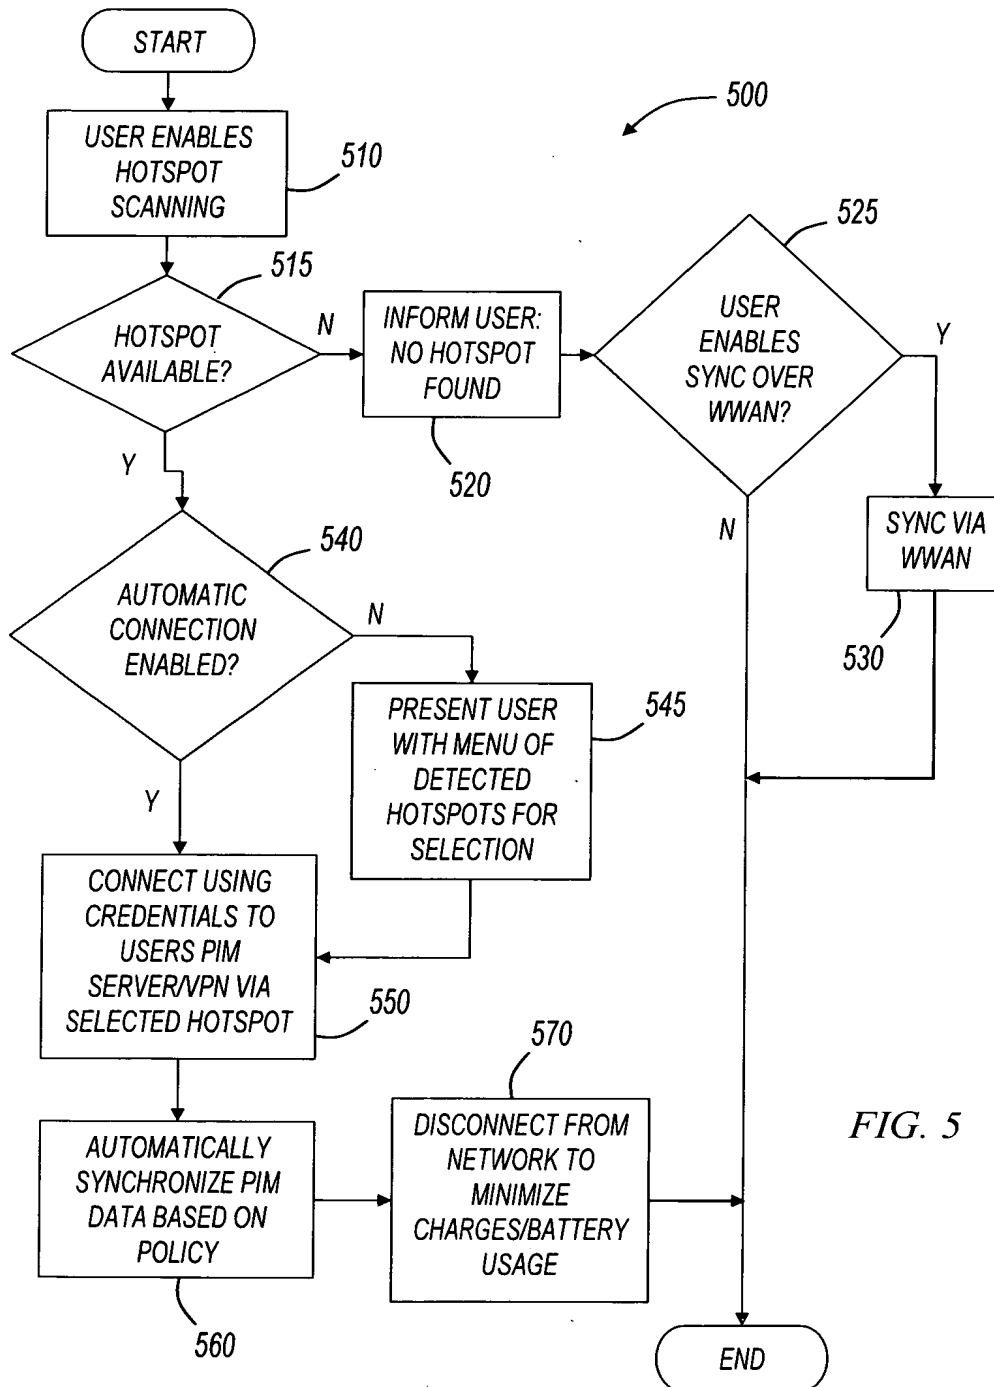 START
500
USER ENABLES
HOTSPOT
SCANNING
510
515
HOTSPOT
AVAILABLE?
N
INFORM USER:
NO HOTSPOT
FOUND
520
525
USER
ENABLES
SYNC OVER
WWAN?
Y
N
SYNC VIA
WWAN
530
Y
540
AUTOMATIC
CONNECTION
ENABLED?
N
545
PRESENT USER
WITH MENU OF
DETECTED
HOTSPOTS FOR
SELECTION
Y
CONNECT USING
CREDENTIALS TO
USERS PIM
SERVER/VPN VIA
SELECTED HOTSPOT
550
AUTOMATICALLY
SYNCHRONIZE PIM
DATA BASED ON
POLICY
560
570
DISCONNECT FROM
NETWORK TO
MINIMIZE
CHARGES/BATTERY
USAGE
FIG. 5
END